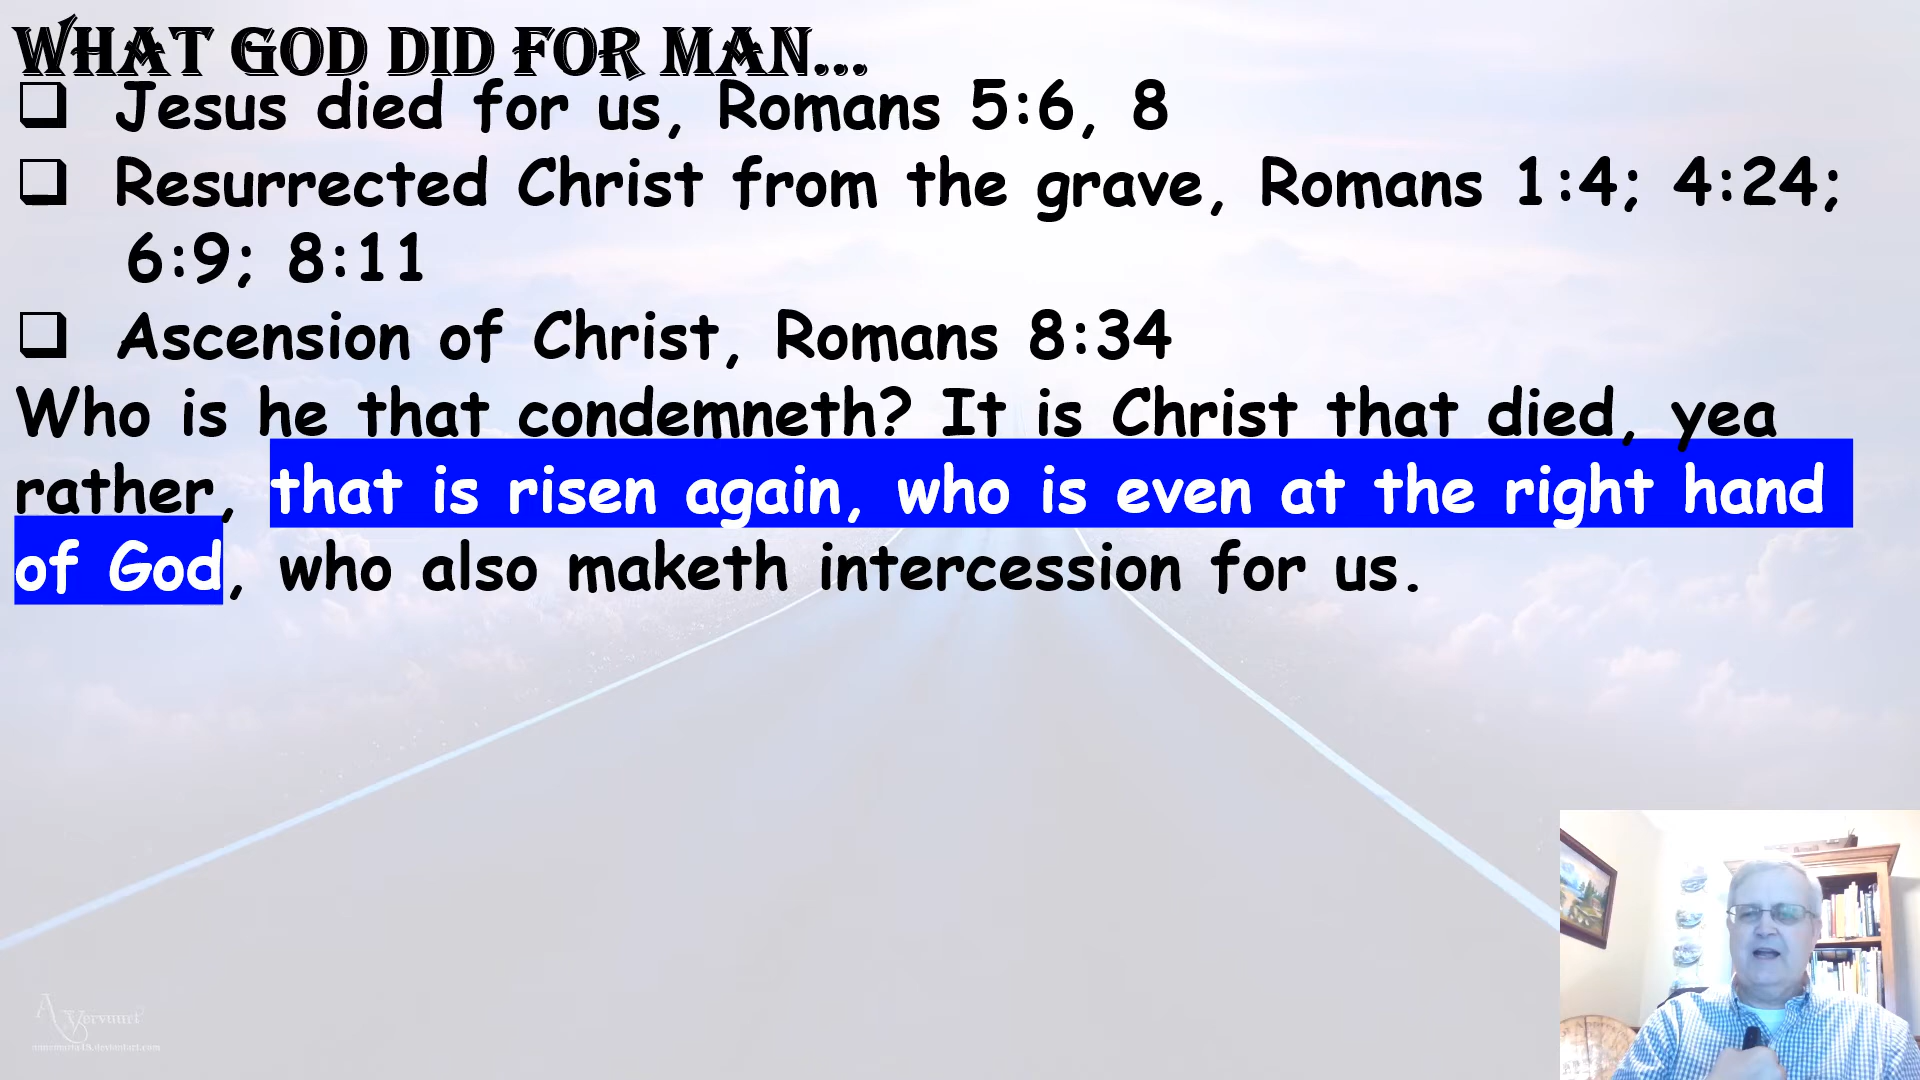 WHAT GOD DID FOR MAN...
❑ Jesus died for us, Romans 5:6, 8
❑ Resurrected Christ from the grave, Romans 1:4; 4:24;
6:9; 8:11
❑ Ascension of Christ, Romans 8:34
Who is he that condemneth? It is Christ that died, yea
rather, that is risen again, who is even at the right hand
of God, who also maketh intercession for us.